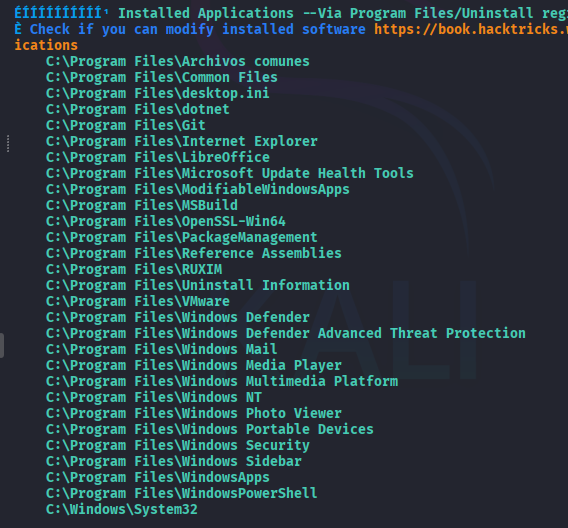 Installed Applications --Via Program Files/Uninstall regi
È Check if you can modify installed software https://book.hacktricks.
ications
C:\Program Files\Archivos comunes
C:\Program Files\Common Files
C:\Program Files\desktop.ini
C:\Program Files\dotnet
C:\Program Files\Git
C:\Program Files\Internet Explorer
C:\Program Files\LibreOffice
C:\Program Files\Microsoft Update Health Tools
C:\Program Files\ModifiableWindowsApps
C:\Program Files\MSBuild
C:\Program Files\OpenSSL-Win64
C:\Program Files\PackageManagement
C:\Program Files\Reference Assemblies
C:\Program Files\RUXIM
C:\Program Files\Uninstall Information
C:\Program Files\VMware
C:\Program Files\Windows Defender
C:\Program Files\Windows Defender Advanced Threat Protection
C:\Program Files\Windows Mail
C:\Program Files\Windows Media Player
C:\Program Files\Windows Multimedia Platform
C:\Program Files\Windows NT
C:\Program Files\Windows Photo Viewer
C:\Program Files\Windows Portable Devices
C:\Program Files\Windows Security
C:\Program Files\Windows Sidebar
C:\Program Files\WindowsApps
C:\Program Files\WindowsPowerShell
C:\Windows\System32
KALI